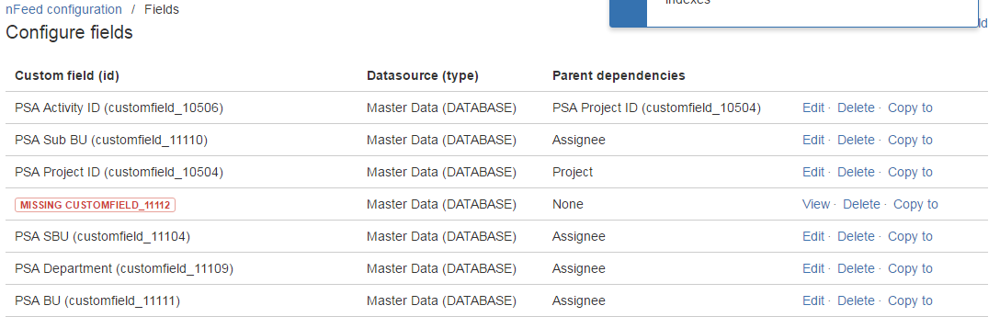 Indexes
nFeed configuration / Fields
ld
Configure fields
Custom field (id) Datasource (type) Parent dependencies
PSA Activity ID (customfield_10506) Master Data (DATABASE) PSA Project ID (customfield_10504) Edit · Delete · Copy to
PSA Sub BU (customfield_11110) Master Data (DATABASE) Assignee Edit · Delete · Copy to
PSA Project ID (customfield_10504) Master Data (DATABASE) Project Edit · Delete · Copy to
MISSING CUSTOMFIELD_11112 Master Data (DATABASE) None View · Delete · Copy to
PSA SBU (customfield_11104) Master Data (DATABASE) Assignee Edit · Delete · Copy to
PSA Department (customfield_11109) Master Data (DATABASE) Assignee Edit · Delete · Copy to
PSA BU (customfield_11111) Master Data (DATABASE) Assignee Edit · Delete · Copy to